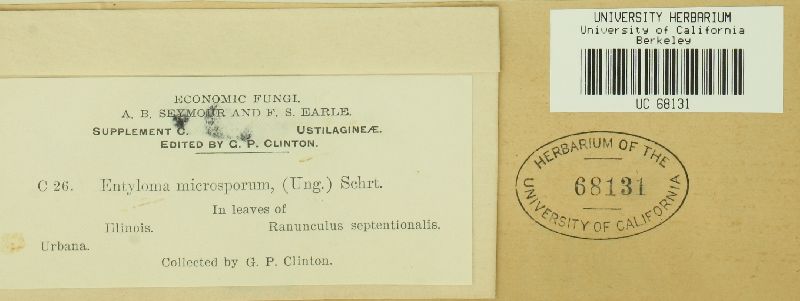 ECONOMIC FUNGI.
A. B. SEYMOUR AND F. S. EARLE.
SUPPLEMENT C. USTILAGINEÆ.
EDITED BY G. P. CLINTON.
C 26. Entyloma microsporum, (Ung.) Schrt.
In leaves of
Illinois. Ranunculus septentionalis.
Urbana.
Collected by G. P. Clinton.
UNIVERSITY HERBARIUM
University of California
Berkeley
UC 68131
HERBARIUM OF THE
68131
UNIVERSITY OF CALIFORNIA